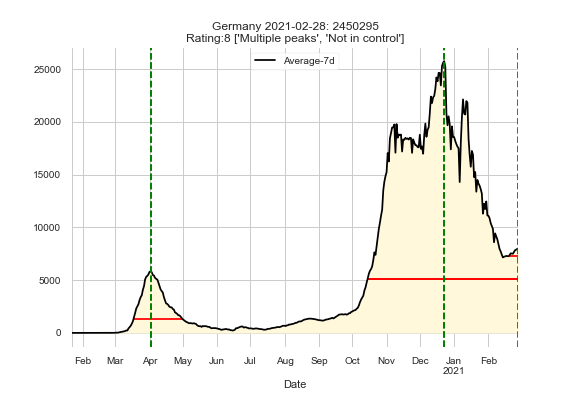 Germany 2021-02-28: 2450295
Rating:8 ['Multiple peaks', 'Not in control']
Average-7d
25000
20000
15000
10000
5000
0
Feb Mar Apr May Jun Jul Aug Sep Oct Nov Dec Jan Feb
2021
Date